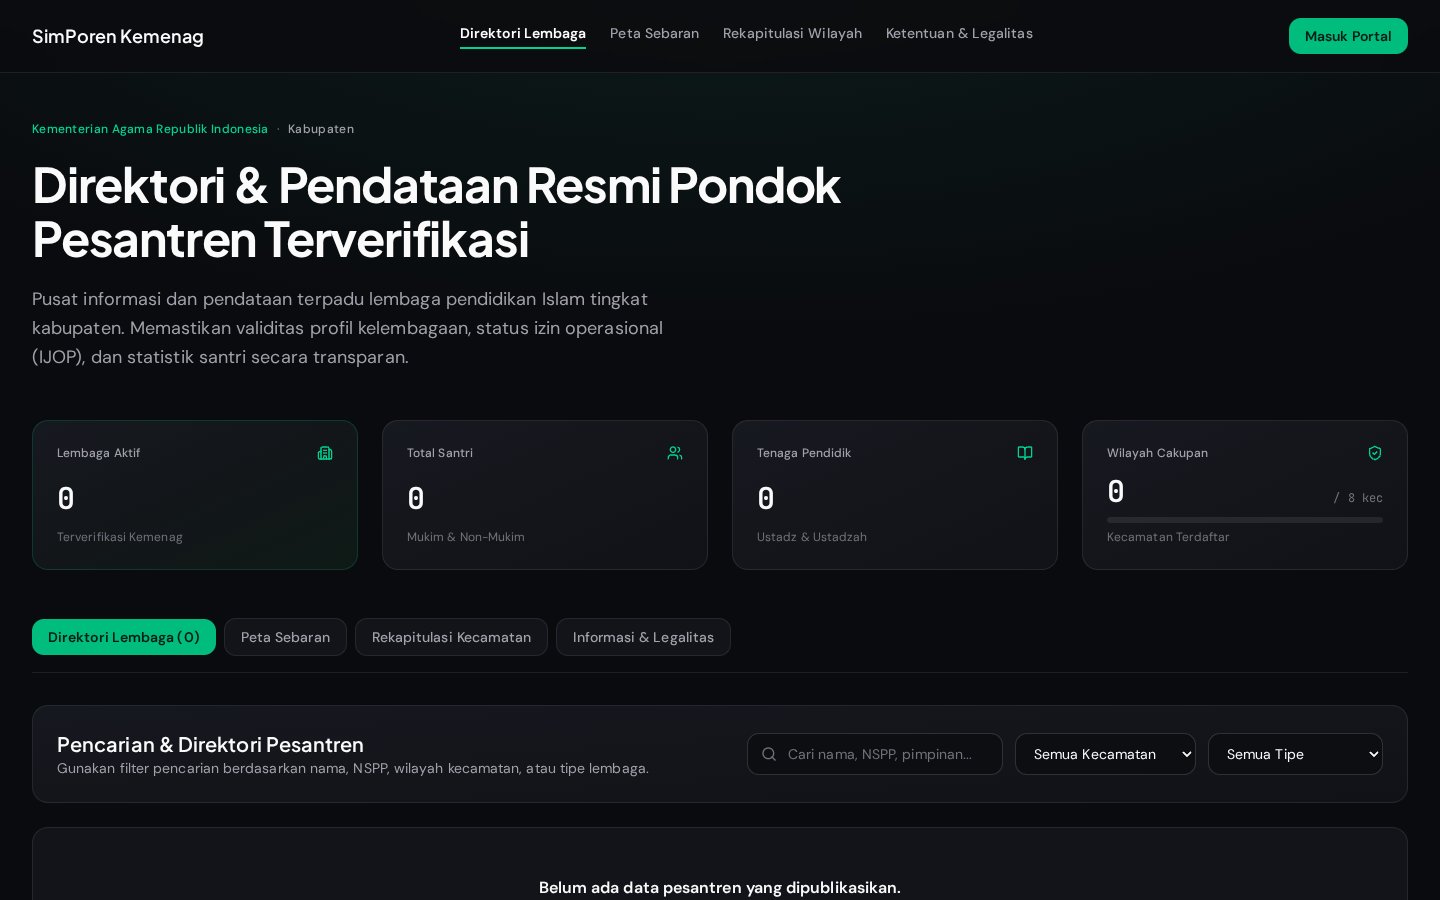 SimPoren Kemenag
Direktori Lembaga
Peta Sebaran
Rekapitulasi Wilayah
Ketentuan & Legalitas
Masuk Portal
Kementerian Agama Republik Indonesia · Kabupaten
Direktori & Pendataan Resmi Pondok
Pesantren Terverifikasi
Pusat informasi dan pendataan terpadu lembaga pendidikan Islam tingkat
kabupaten. Memastikan validitas profil kelembagaan, status izin operasional
(IJOP), dan statistik santri secara transparan.
Lembaga Aktif
0
Terverifikasi Kemenag
Total Santri
0
Mukim & Non-Mukim
Tenaga Pendidik
0
Ustadz & Ustadzah
Wilayah Cakupan
0
/ 8 kec
Kecamatan Terdaftar
Direktori Lembaga (0)
Peta Sebaran
Rekapitulasi Kecamatan
Informasi & Legalitas
Pencarian & Direktori Pesantren
Gunakan filter pencarian berdasarkan nama, NSPP, wilayah kecamatan, atau tipe lembaga.
Cari nama, NSPP, pimpinan...
Semua Kecamatan
Semua Tipe
Belum ada data pesantren yang dipublikasikan.